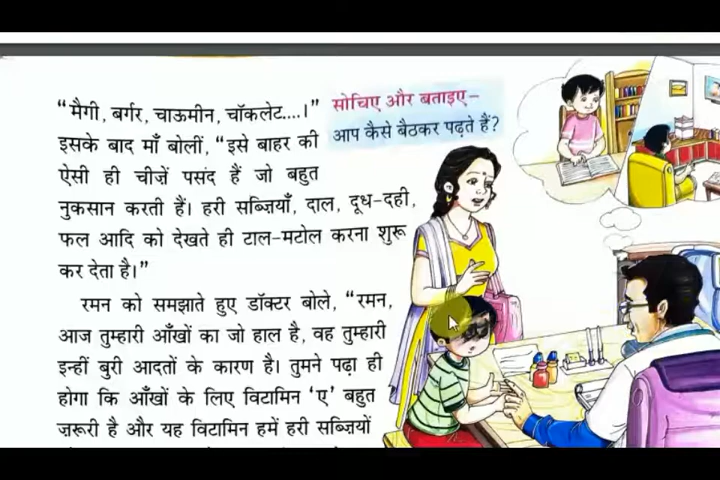 “मैगी, बर्गर, चाऊमीन, चॉकलेट....।”
इसके बाद माँ बोलीं, “इसे बाहर की
ऐसी ही चीज़ें पसंद हैं जो बहुत
नुकसान करती हैं। हरी सब्ज़ियाँ, दाल, दूध-दही,
फल आदि को देखते ही टाल-मटोल करना शुरू
कर देता है।”
रमन को समझाते हुए डॉक्टर बोले, “रमन,
आज तुम्हारी आँखों का जो हाल है, वह तुम्हारी
इन्हीं बुरी आदतों के कारण है। तुमने पढ़ा ही
होगा कि आँखों के लिए विटामिन ‘ए’ बहुत
ज़रूरी है और यह विटामिन हमें हरी सब्ज़ियों
सोचिए और बताइए–
आप कैसे बैठकर पढ़ते हैं?